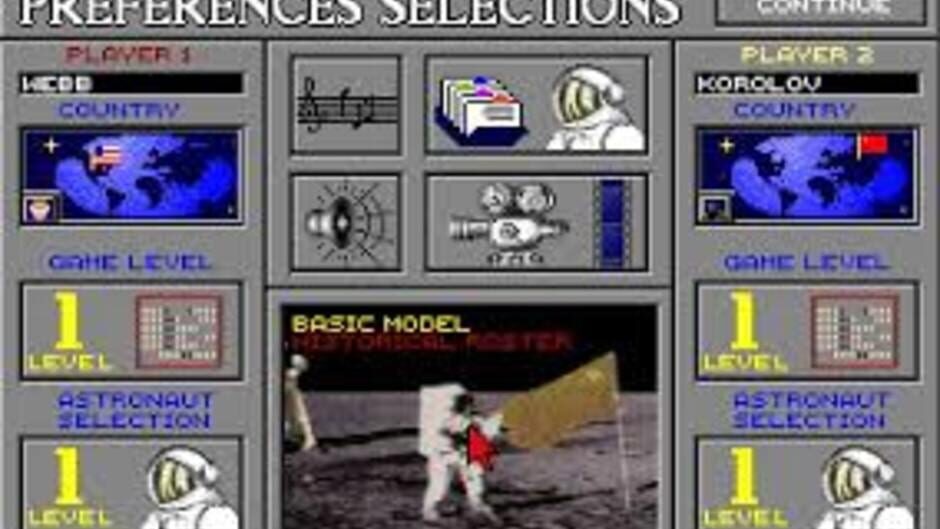 PREFERENCES SELECTIONS
CONTINUE
PLAYER 1
WEBB
COUNTRY
GAME LEVEL
1
LEVEL
ASTRONAUT
SELECTION
1
LEVEL
BASIC MODEL
HISTORICAL ROSTER
PLAYER 2
KOROLOV
COUNTRY
GAME LEVEL
1
LEVEL
ASTRONAUT
SELECTION
1
LEVEL